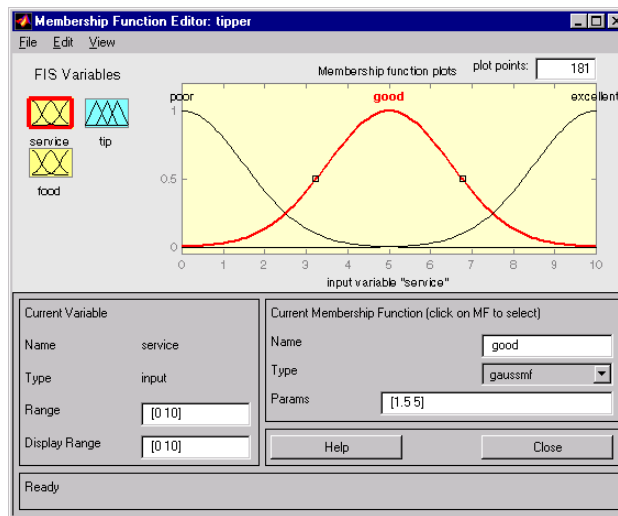 Membership Function Editor: tipper
File Edit View
FIS Variables
service
tip
food
Membership function plots
plot points: 181
poor good excellent
1
0.5
0
0 1 2 3 4 5 6 7 8 9 10
input variable "service"
Current Variable
Name service
Type input
Range [0 10]
Display Range [0 10]
Current Membership Function (click on MF to select)
Name good
Type gaussmf
Params [1.5 5]
Help Close
Ready